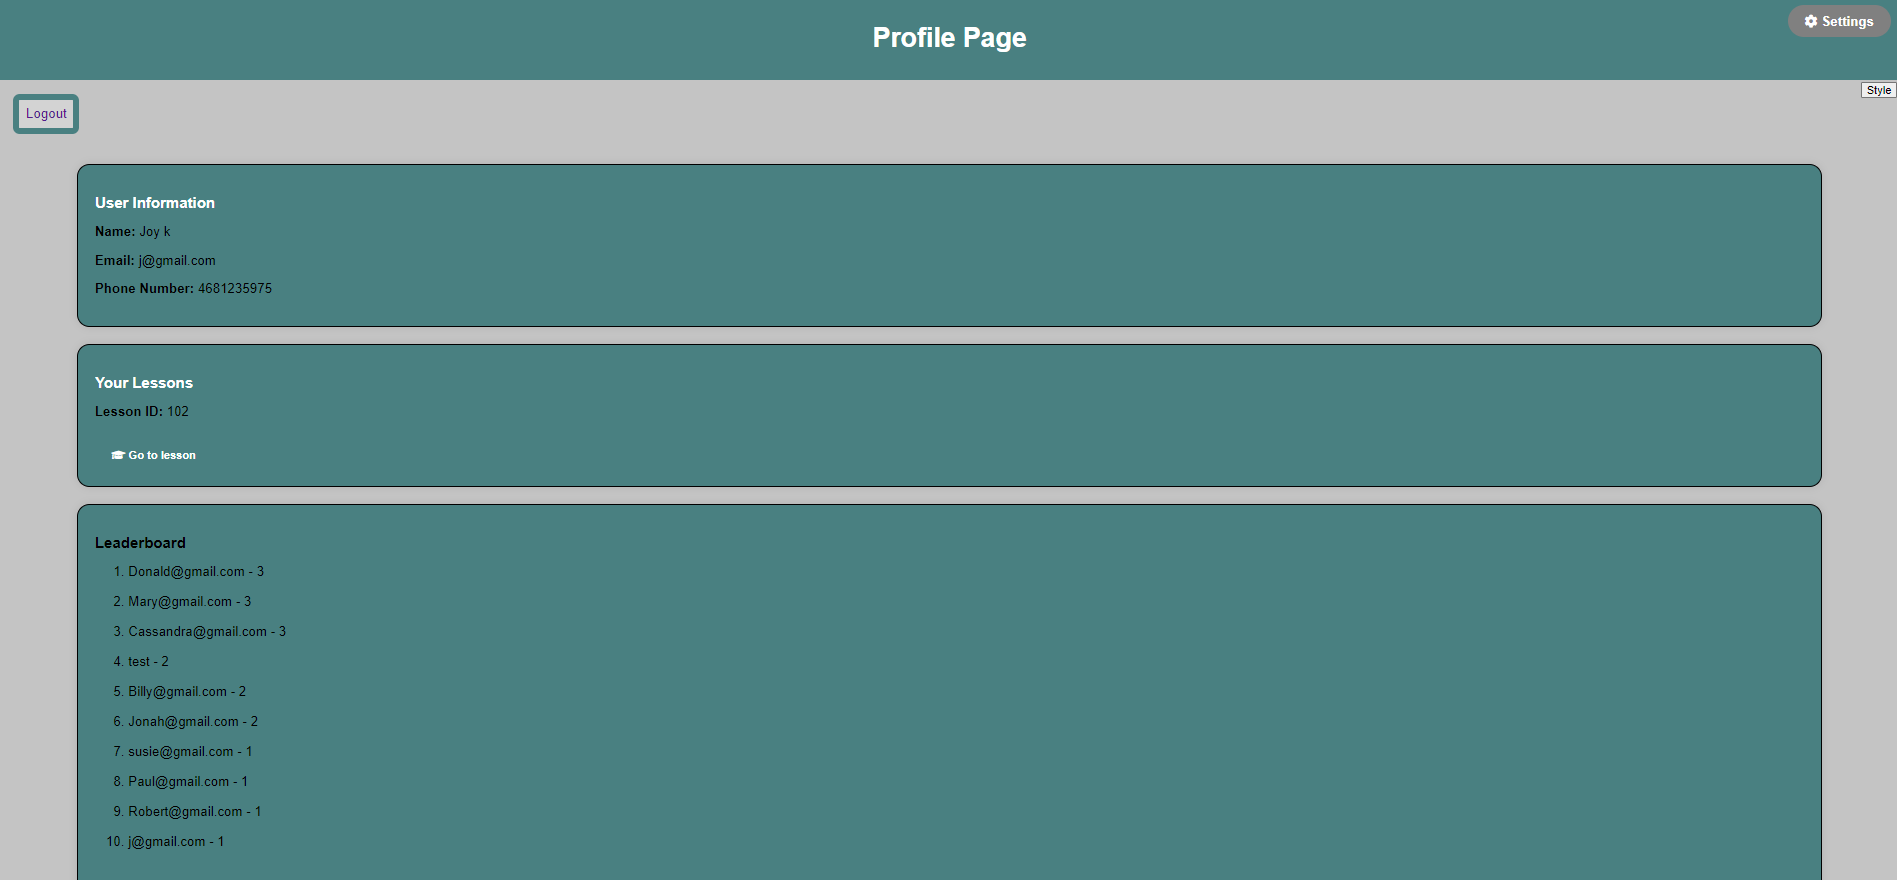 Profile Page
Settings
Style
Logout
User Information
Name: Joy k
Email: j@gmail.com
Phone Number: 4681235975
Your Lessons
Lesson ID: 102
Go to lesson
Leaderboard
1. Donald@gmail.com - 3
2. Mary@gmail.com - 3
3. Cassandra@gmail.com - 3
4. test - 2
5. Billy@gmail.com - 2
6. Jonah@gmail.com - 2
7. susie@gmail.com - 1
8. Paul@gmail.com - 1
9. Robert@gmail.com - 1
10. j@gmail.com - 1